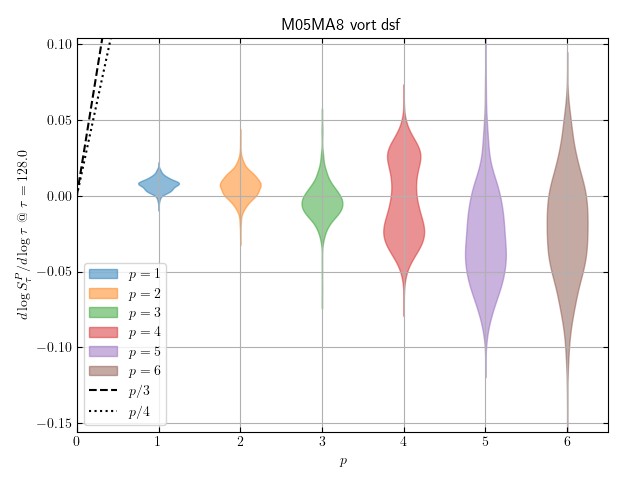 M05MA8 vort dsf
d log S_τ^P / d log τ @ τ = 128.0
0.10
0.05
0.00
−0.05
−0.10
−0.15
p = 1
p = 2
p = 3
p = 4
p = 5
p = 6
p/3
p/4
0 1 2 3 4 5 6
p